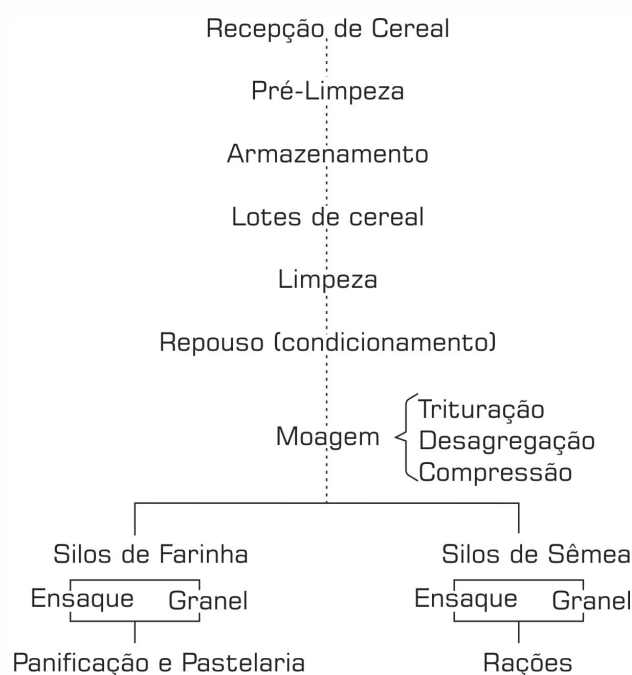 Recepção de Cereal
Pré-Limpeza
Armazenamento
Lotes de cereal
Limpeza
Repouso (condicionamento)
Moagem
Trituração
Desagregação
Compressão
Silos de Farinha
Silos de Sêmea
Ensaque Granel
Ensaque Granel
Panificação e Pastelaria
Rações